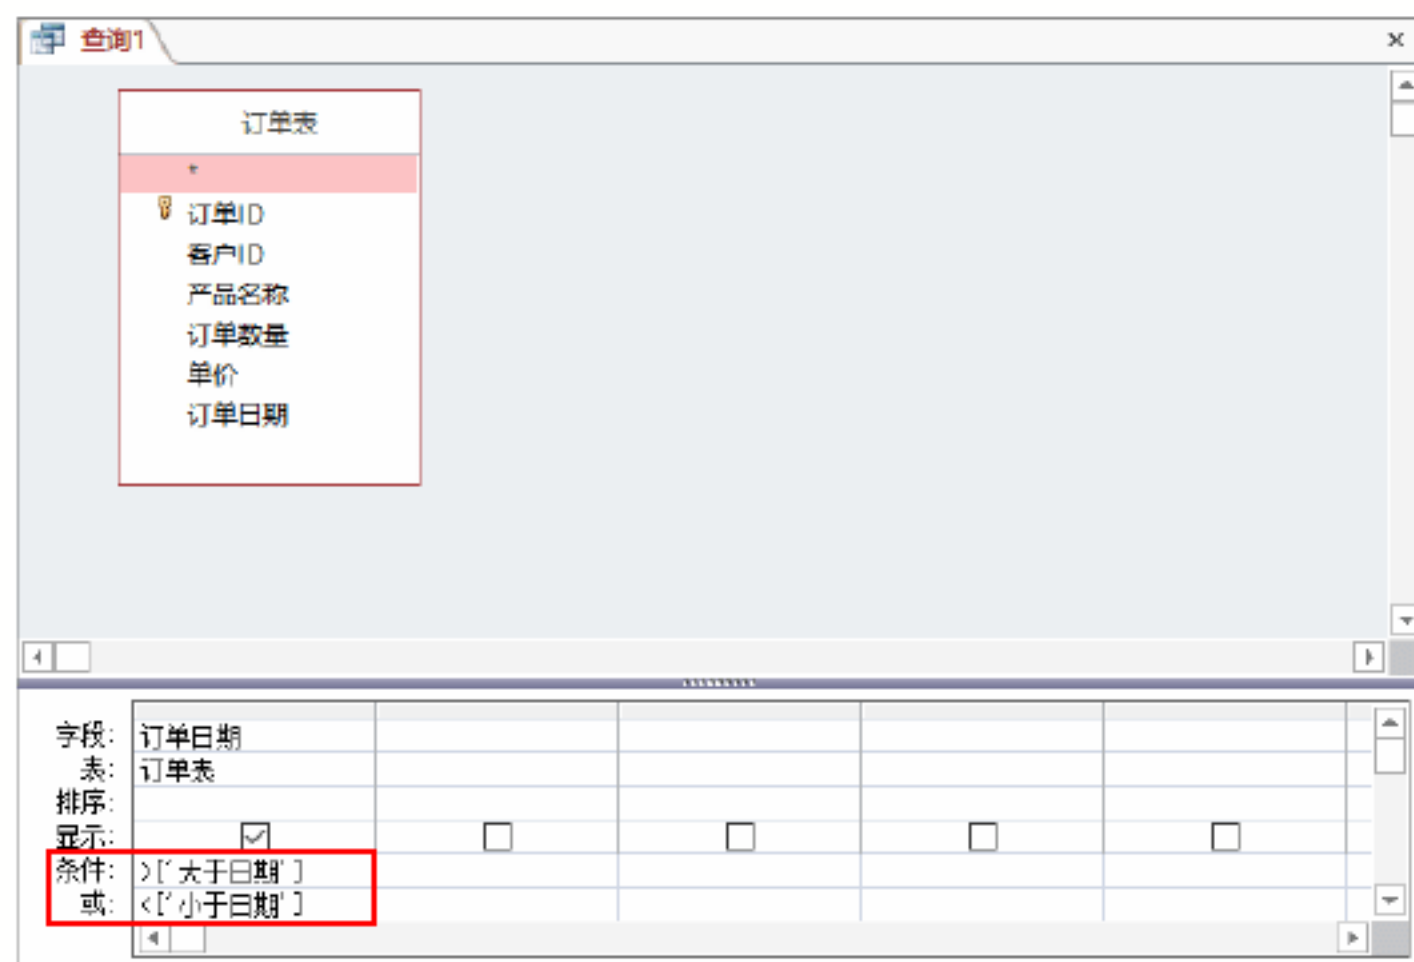 查询1
订单表
*
订单ID
客户ID
产品名称
订单数量
单价
订单日期
字段: 订单日期
表: 订单表
排序:
显示:
条件: >['大于日期']
或: <['小于日期']